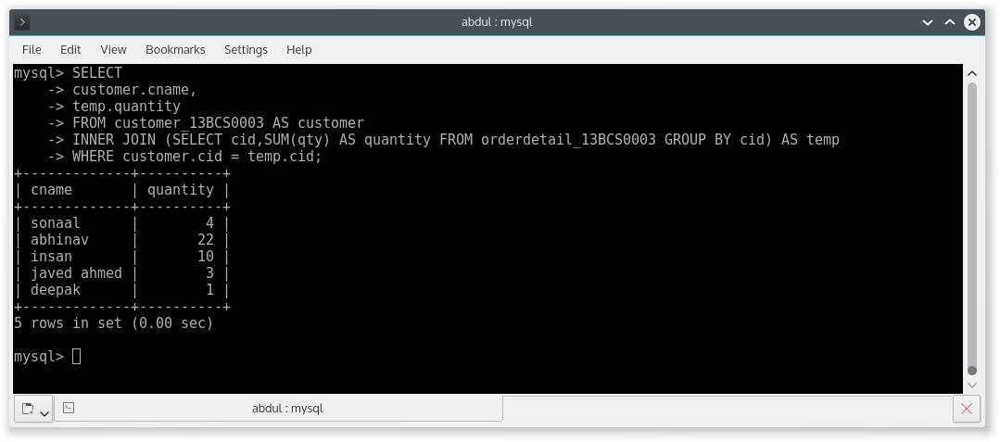 abdul : mysql
File Edit View Bookmarks Settings Help
mysql> SELECT
    -> customer.cname,
    -> temp.quantity
    -> FROM customer_13BCS0003 AS customer
    -> INNER JOIN (SELECT cid,SUM(qty) AS quantity FROM orderdetail_13BCS0003 GROUP BY cid) AS temp
    -> WHERE customer.cid = temp.cid;
+-------------+----------+
| cname       | quantity |
+-------------+----------+
| sonaal      |        4 |
| abhinav     |       22 |
| insan       |       10 |
| javed ahmed |        3 |
| deepak      |        1 |
+-------------+----------+
5 rows in set (0.00 sec)
mysql>
abdul : mysql